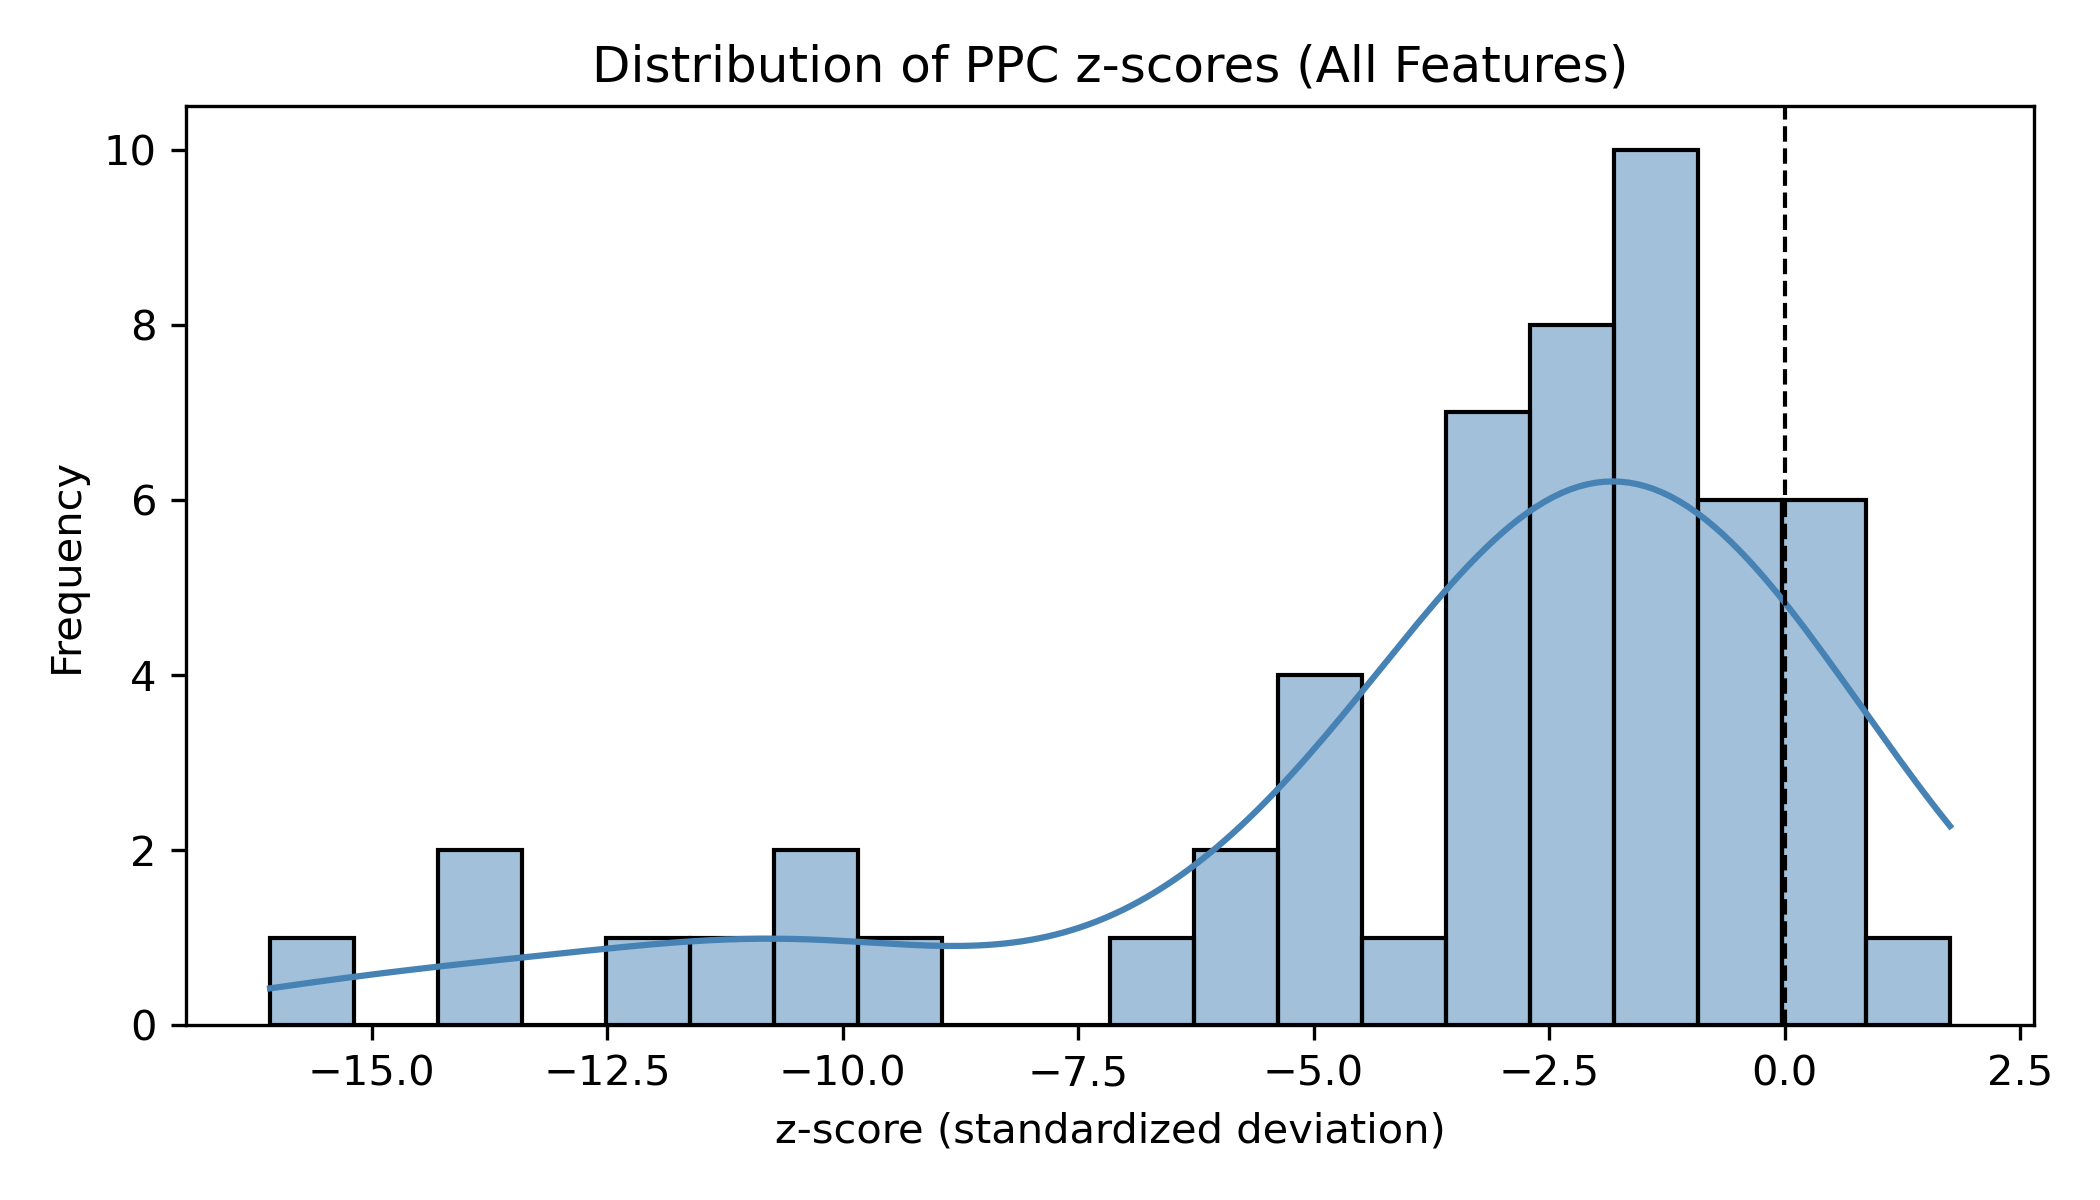 Distribution of PPC z-scores (All Features)
10
8
6
4
2
0
Frequency
−15.0 −12.5 −10.0 −7.5 −5.0 −2.5 0.0 2.5
z-score (standardized deviation)